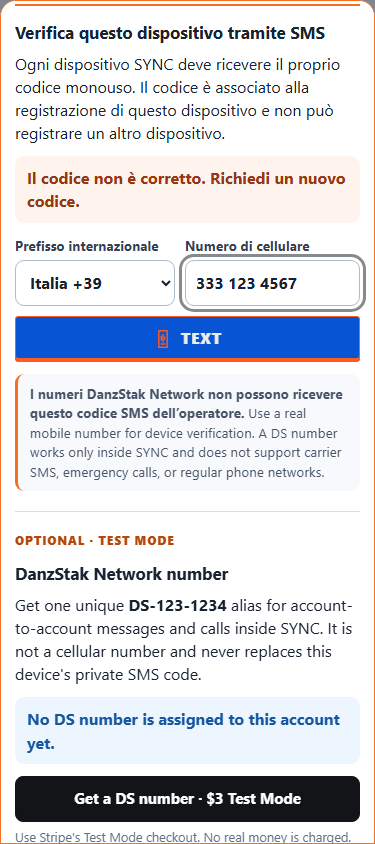 Verifica questo dispositivo tramite SMS
Ogni dispositivo SYNC deve ricevere il proprio
codice monouso. Il codice è associato alla
registrazione di questo dispositivo e non può
registrare un altro dispositivo.
Il codice non è corretto. Richiedi un nuovo
codice.
Prefisso internazionale Numero di cellulare
Italia +39 333 123 4567
TEXT
I numeri DanzStak Network non possono ricevere
questo codice SMS dell’operatore. Use a real
mobile number for device verification. A DS number
works only inside SYNC and does not support carrier
SMS, emergency calls, or regular phone networks.
OPTIONAL · TEST MODE
DanzStak Network number
Get one unique DS-123-1234 alias for account-
to-account messages and calls inside SYNC. It is
not a cellular number and never replaces this
device's private SMS code.
No DS number is assigned to this account
yet.
Get a DS number · $3 Test Mode
Use Stripe's Test Mode checkout. No real money is charged.